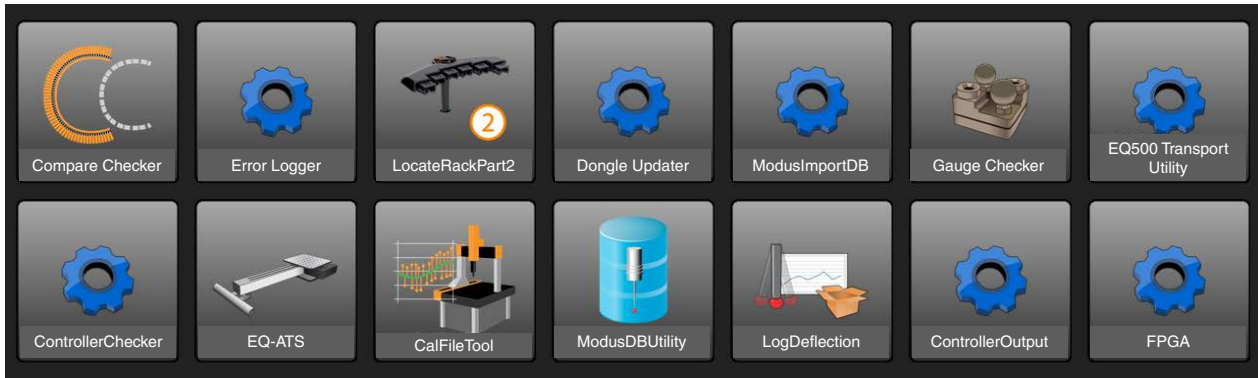 2
Compare Checker
Error Logger
LocateRackPart2
Dongle Updater
ModusImportDB
Gauge Checker
EQ500 Transport
Utility
ControllerChecker
EQ-ATS
CalFileTool
ModusDBUtility
LogDeflection
ControllerOutput
FPGA